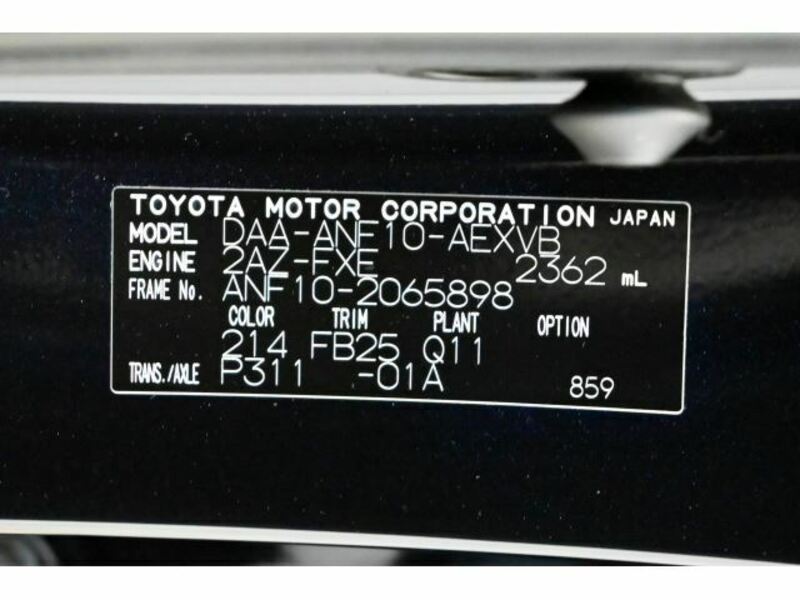 TOYOTA MOTOR CORPORATION JAPAN
MODEL DAA-ANF10-AEXVB
ENGINE 2AZ-FXE 2362 mL
FRAME No. ANF10-2065898
COLOR TRIM PLANT OPTION
214 FB25 Q11
TRANS./AXLE P311 -01A 859